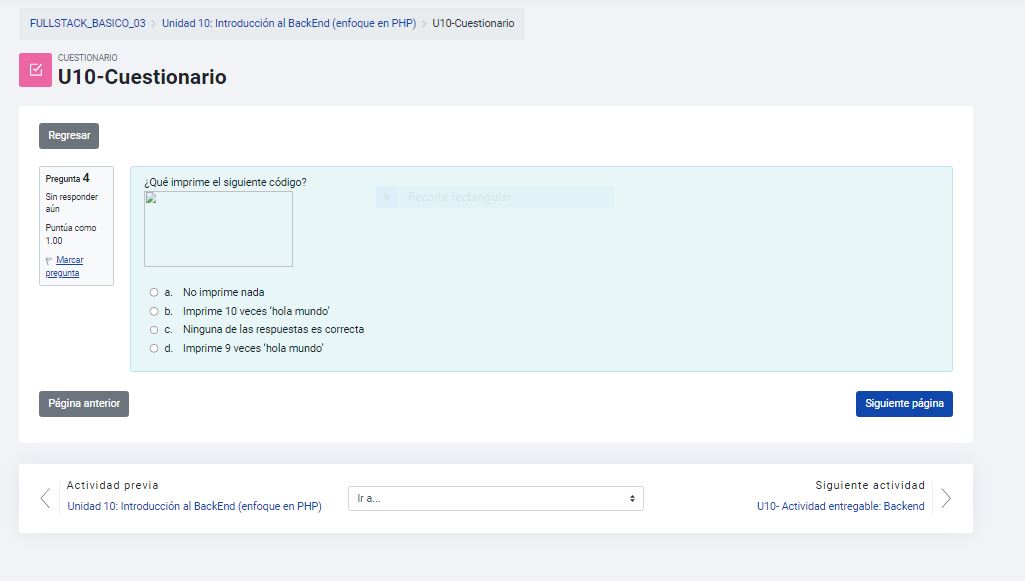 FULLSTACK_BASICO_03 > Unidad 10: Introducción al BackEnd (enfoque en PHP) > U10-Cuestionario
CUESTIONARIO
U10-Cuestionario
Regresar
Pregunta 4
Sin responder
aún
Puntúa como
1.00
Marcar
pregunta
¿Qué imprime el siguiente código?
Recorte rectangular
a. No imprime nada
b. Imprime 10 veces ‘hola mundo’
c. Ninguna de las respuestas es correcta
d. Imprime 9 veces ‘hola mundo’
Página anterior
Siguiente página
Actividad previa
Unidad 10: Introducción al BackEnd (enfoque en PHP)
Ir a...
Siguiente actividad
U10- Actividad entregable: Backend